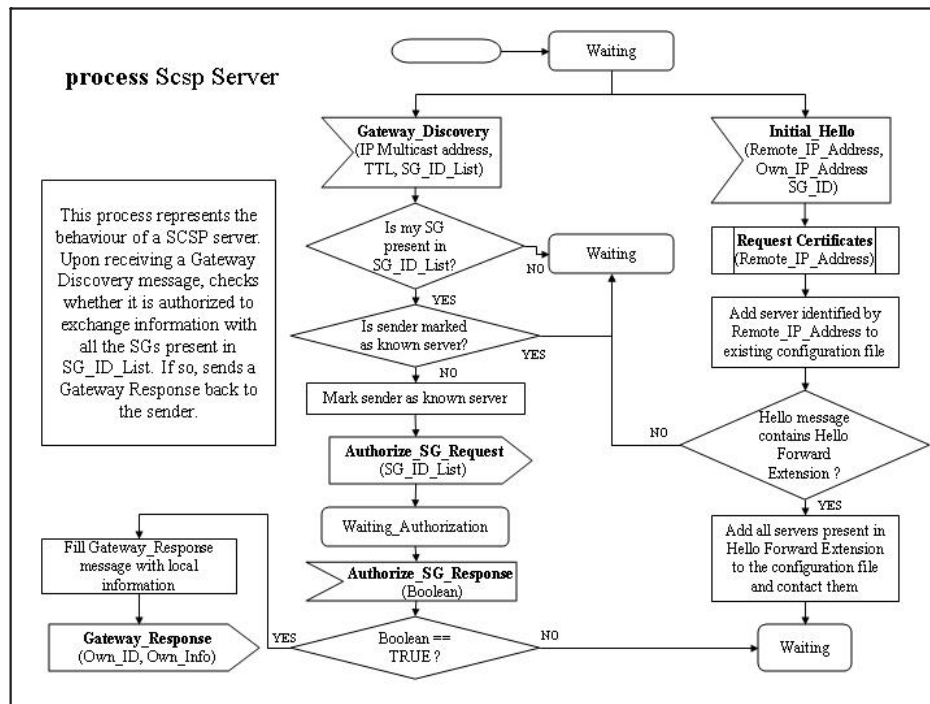 process Scsp Server
Waiting
Gateway_Discovery
(IP Multicast address,
TTL, SG_ID_List)
Initial_Hello
(Remote_IP_Address,
Own_IP_Address
SG_ID)
This process represents the
behaviour of a SCSP server.
Upon receiving a Gateway
Discovery message, checks
whether it is authorized to
exchange information with
all the SGs present in
SG_ID_List. If so, sends a
Gateway Response back to
the sender.
Is my SG
present in
SG_ID_List?
NO
Waiting
YES
Request Certificates
(Remote_IP_Address)
Is sender marked
as known server?
YES
NO
Add server identified by
Remote_IP_Address to
existing configuration file
Mark sender as known server
Authorize_SG_Request
(SG_ID_List)
Hello message
contains Hello
Forward
Extension ?
NO
YES
Waiting_Authorization
Authorize_SG_Response
(Boolean)
Add all servers present in
Hello Forward Extension
to the configuration file
and contact them
Fill Gateway_Response
message with local
information
Gateway_Response
(Own_ID, Own_Info)
YES
Boolean ==
TRUE ?
NO
Waiting